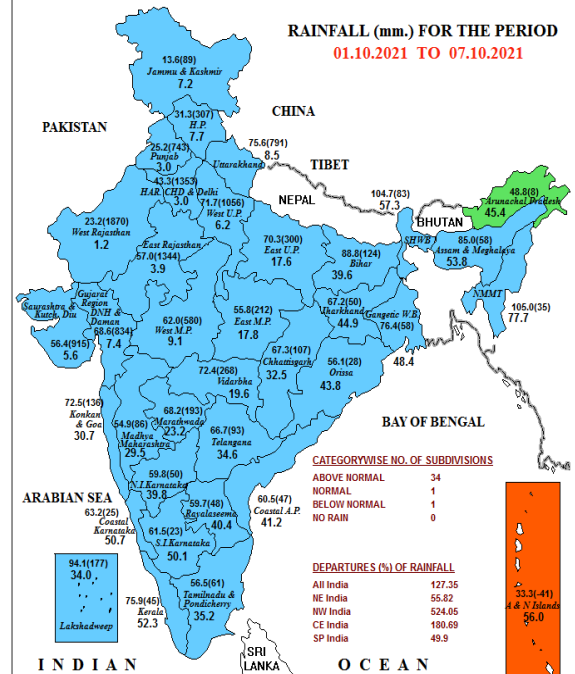 RAINFALL (mm.) FOR THE PERIOD
01.10.2021 TO 07.10.2021
13.6(89)
Jammu & Kashmir
7.2
CHINA
31.3(307)
H.P.
7.7
PAKISTAN
25.2(743)
Punjab
3.0
75.6(791)
Uttarakhand
8.5
TIBET
43.3(1353)
HAR. CHD & Delhi
3.0
71.7(1056)
West U.P.
6.2
NEPAL
104.7(83)
57.3
BHUTAN
48.8(8)
Arunachal Pradesh
45.4
23.2(1870)
West Rajasthan
1.2
East Rajasthan
57.0(1344)
3.9
70.3(300)
East U.P.
17.6
88.8(124)
Bihar
39.6
SHWB
85.0(58)
Assam & Meghalaya
53.8
Saurashtra &
Kutch, Diu
56.4(915)
5.6
Gujarat
Region
DNH &
Daman
68.6(834)
7.4
62.0(580)
West M.P.
9.1
55.8(212)
East M.P.
17.8
67.2(50)
Jharkhand
44.9
Gangetic W.B.
76.4(58)
48.4
NMMT
105.0(35)
77.7
67.3(107)
Chhattisgarh
32.5
56.1(28)
Orissa
43.8
72.4(268)
Vidarbha
19.6
72.5(136)
Konkan
& Goa
30.7
68.2(193)
Marathwada
23.2
54.9(86)
Madhya
Maharashtra
29.5
66.7(93)
Telangana
34.6
BAY OF BENGAL
59.8(50)
N.I.Karnataka
39.8
ARABIAN SEA
63.2(25)
Coastal
Karnataka
50.7
59.7(48)
Rayalaseema
40.4
60.5(47)
Coastal A.P.
41.2
61.5(23)
S.I.Karnataka
50.1
94.1(177)
34.0
Lakshadweep
75.9(45)
Kerala
52.3
56.5(61)
Tamilnadu &
Pondicherry
35.2
CATEGORYWISE NO. OF SUBDIVISIONS
ABOVE NORMAL 34
NORMAL 1
BELOW NORMAL 1
NO RAIN 0
DEPARTURES (%) OF RAINFALL
All India 127.35
NE India 55.82
NW India 524.05
CE India 180.69
SP India 49.9
33.3(-41)
A & N Islands
56.0
SRI
LANKA
INDIAN OCEAN